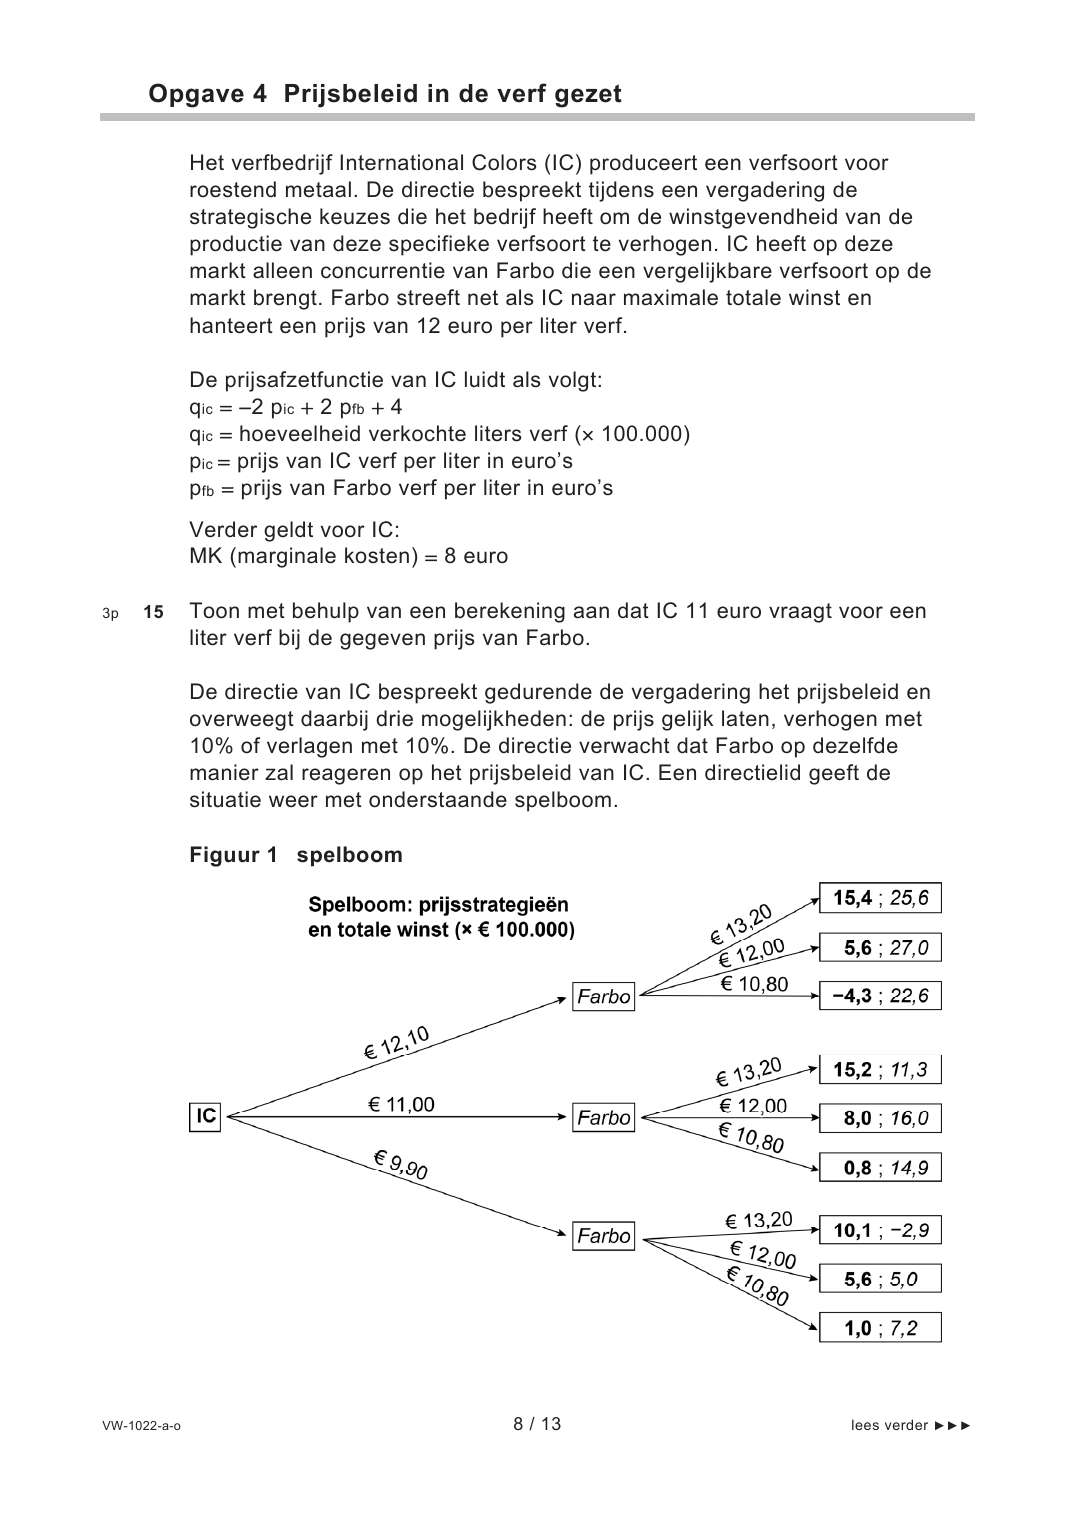 Opgave 4 Prijsbeleid in de verf gezet
Het verfbedrijf International Colors (IC) produceert een verfsoort voor
roestend metaal. De directie bespreekt tijdens een vergadering de
strategische keuzes die het bedrijf heeft om de winstgevendheid van de
productie van deze specifieke verfsoort te verhogen. IC heeft op deze
markt alleen concurrentie van Farbo die een vergelijkbare verfsoort op de
markt brengt. Farbo streeft net als IC naar maximale totale winst en
hanteert een prijs van 12 euro per liter verf.
De prijsafzetfunctie van IC luidt als volgt:
qic = –2 pic + 2 pfb + 4
qic = hoeveelheid verkochte liters verf (× 100.000)
pic = prijs van IC verf per liter in euro's
pfb = prijs van Farbo verf per liter in euro's
Verder geldt voor IC:
MK (marginale kosten) = 8 euro
3p 15 Toon met behulp van een berekening aan dat IC 11 euro vraagt voor een
liter verf bij de gegeven prijs van Farbo.
De directie van IC bespreekt gedurende de vergadering het prijsbeleid en
overweegt daarbij drie mogelijkheden: de prijs gelijk laten, verhogen met
10% of verlagen met 10%. De directie verwacht dat Farbo op dezelfde
manier zal reageren op het prijsbeleid van IC. Een directielid geeft de
situatie weer met onderstaande spelboom.
Figuur 1 spelboom
Spelboom: prijsstrategieën
en totale winst (× € 100.000)
IC
€ 12,10
Farbo
€ 13,20
15,4 ; 25,6
€ 12,00
5,6 ; 27,0
€ 10,80
–4,3 ; 22,6
€ 11,00
Farbo
€ 13,20
15,2 ; 11,3
€ 12,00
8,0 ; 16,0
€ 10,80
0,8 ; 14,9
€ 9,90
Farbo
€ 13,20
10,1 ; –2,9
€ 12,00
5,6 ; 5,0
€ 10,80
1,0 ; 7,2
VW-1022-a-o 8 / 13 lees verder ►►►